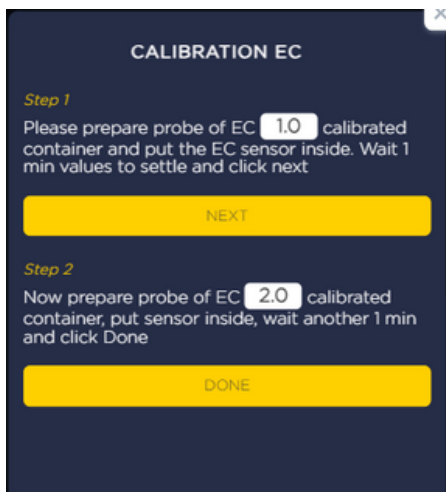 CALIBRATION EC
Step 1
Please prepare probe of EC 1.0 calibrated
container and put the EC sensor inside. Wait 1
min values to settle and click next
NEXT
Step 2
Now prepare probe of EC 2.0 calibrated
container, put sensor inside, wait another 1 min
and click Done
DONE